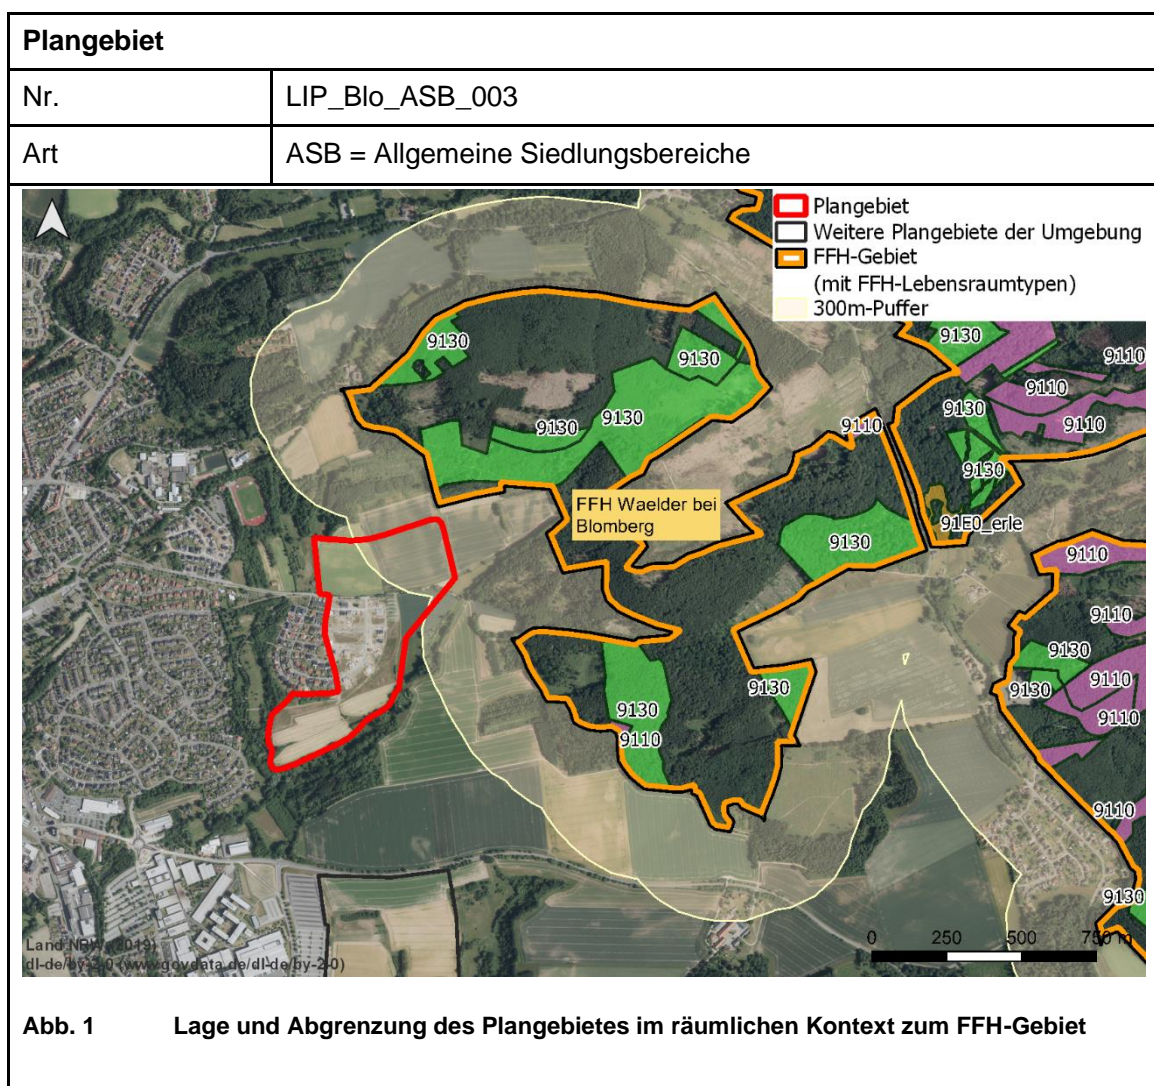 Plangebiet
Nr. LIP_Blo_ASB_003
Art ASB = Allgemeine Siedlungsbereiche
Plangebiet
Weitere Plangebiete der Umgebung
FFH-Gebiet
(mit FFH-Lebensraumtypen)
300m-Puffer
9130
9130
9110
9130
9110
9130
9130
9110
9130
9110
9130
FFH Waelder bei
Blomberg
91E0_erle
9130
9110
9110
9130
9110
9130
9130
9130
9110
9110
9110
9130
Land NRW (2019)
dl-de/by-2-0 (www.govdata.de/dl-de/by-2-0)
0 250 500 750 m
Abb. 1 Lage und Abgrenzung des Plangebietes im räumlichen Kontext zum FFH-Gebiet